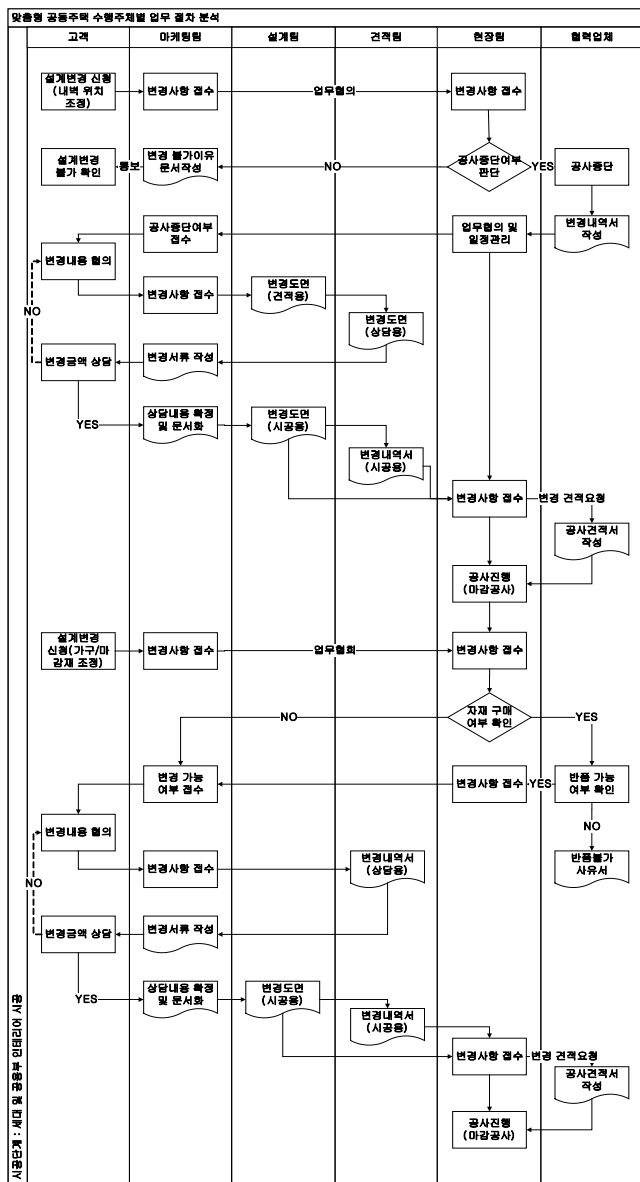 맞춤형 공동주택 수행주체별 업무 절차 분석
고객 마케팅팀 설계팀 견적팀 현장팀 협력업체
설계변경 신청
(내벽 위치
조정)
변경사항 접수
업무협의
변경사항 접수
공사중단여부
판단
NO
YES
공사중단
변경 불가이유
문서작성
통보
설계변경
불가 확인
변경내역서
작성
업무협의 및
일정관리
공사중단여부
접수
변경내용 협의
NO
변경사항 접수
변경도면
(견적용)
변경도면
(상담용)
변경서류 작성
변경금액 상담
YES
상담내용 확정
및 문서화
변경도면
(시공용)
변경내역서
(시공용)
변경사항 접수
변경 견적요청
공사견적서
작성
공사진행
(마감공사)
설계변경
신청(가구/마
감재 조정)
변경사항 접수
업무협회
변경사항 접수
자재 구매
여부 확인
NO
YES
변경 가능
여부 접수
변경사항 접수
YES
반품 가능
여부 확인
NO
반품불가
사유서
변경내용 협의
NO
변경사항 접수
변경내역서
(상담용)
변경서류 작성
변경금액 상담
YES
상담내용 확정
및 문서화
변경도면
(시공용)
변경내역서
(시공용)
변경사항 접수
변경 견적요청
공사견적서
작성
공사진행
(마감공사)
시공단계 : 세대 및 공용부 인테리어 시공